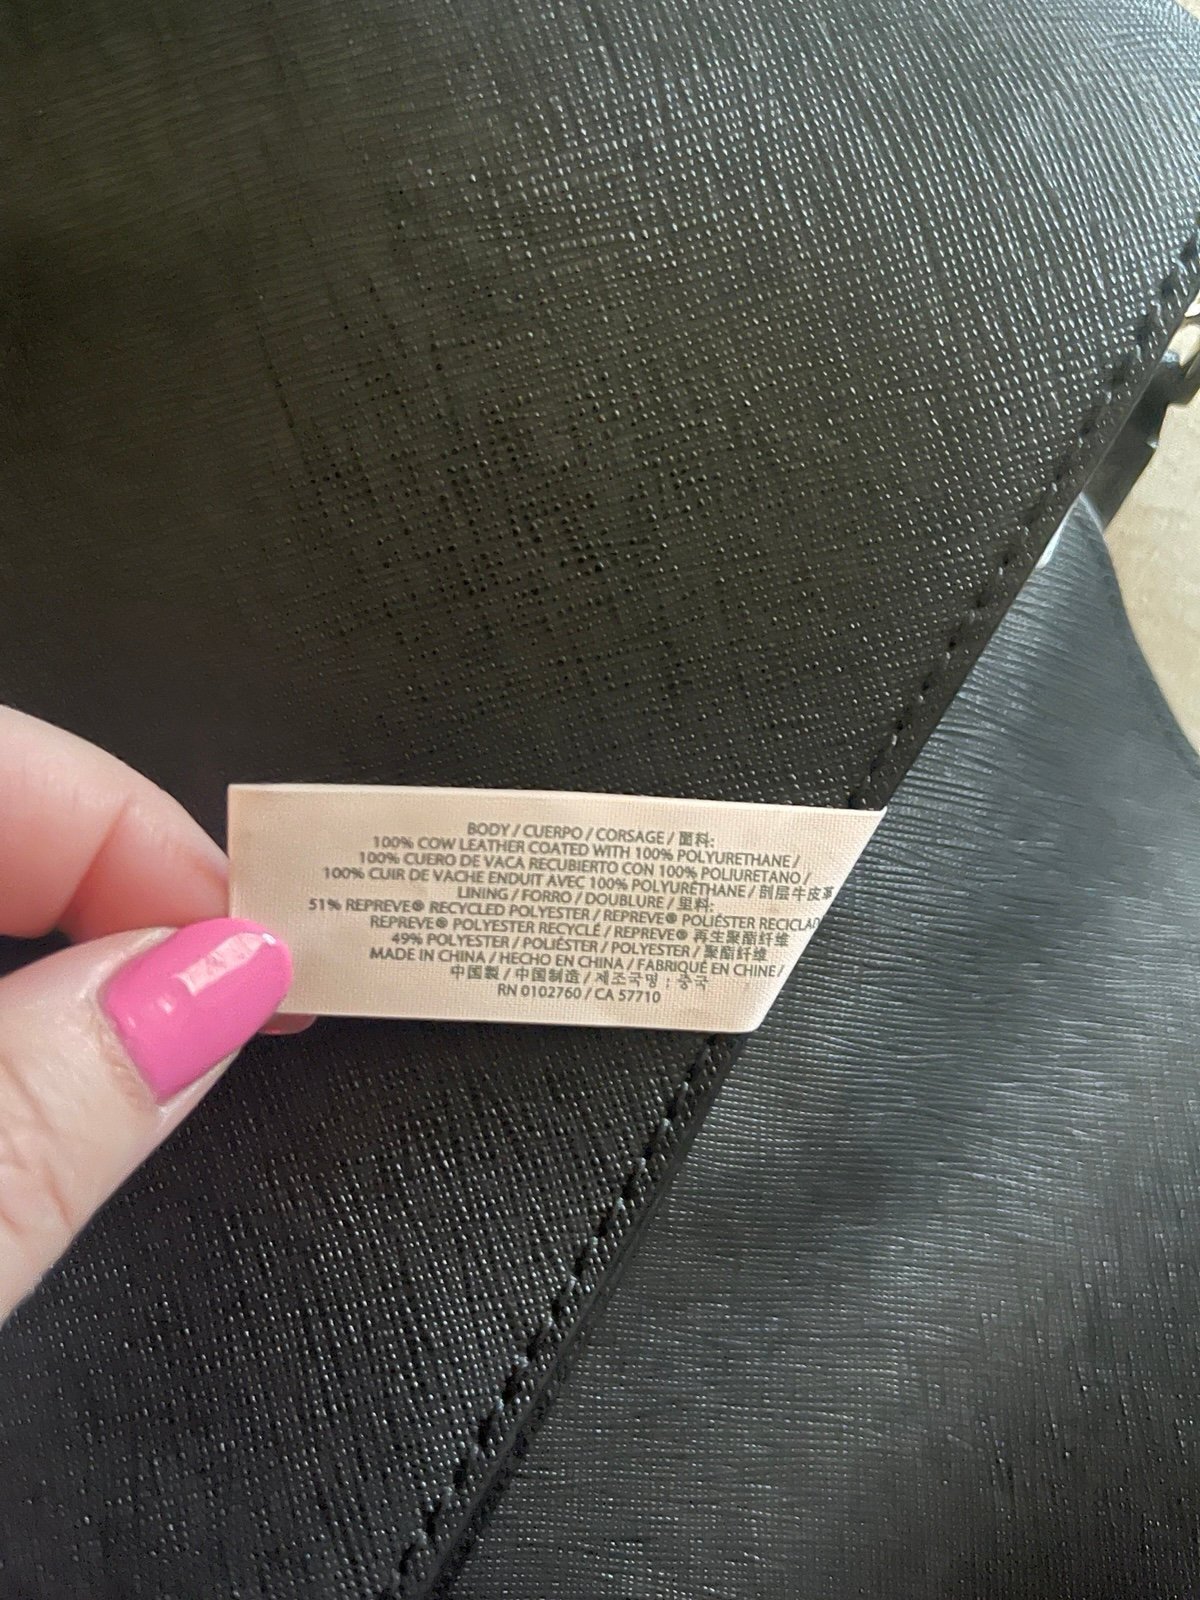 BODY / CUERPO / CORSAGE / 面料:
100% COW LEATHER COATED WITH 100% POLYURETHANE /
100% CUERO DE VACA RECUBIERTO CON 100% POLIURETANO /
100% CUIR DE VACHE ENDUIT AVEC 100% POLYURÉTHANE / 剖层牛皮革
LINING / FORRO / DOUBLURE / 里料:
51% REPREVE® RECYCLED POLYESTER / REPREVE® POLIÉSTER RECICLAD
REPREVE® POLYESTER RECYCLÉ / REPREVE® 再生聚酯纤维
49% POLYESTER / POLIÉSTER / POLYESTER / 聚酯纤维
MADE IN CHINA / HECHO EN CHINA / FABRIQUÉ EN CHINE /
中国製 / 中国制造 / 제조국명 : 중국
RN 0102760 / CA 57710